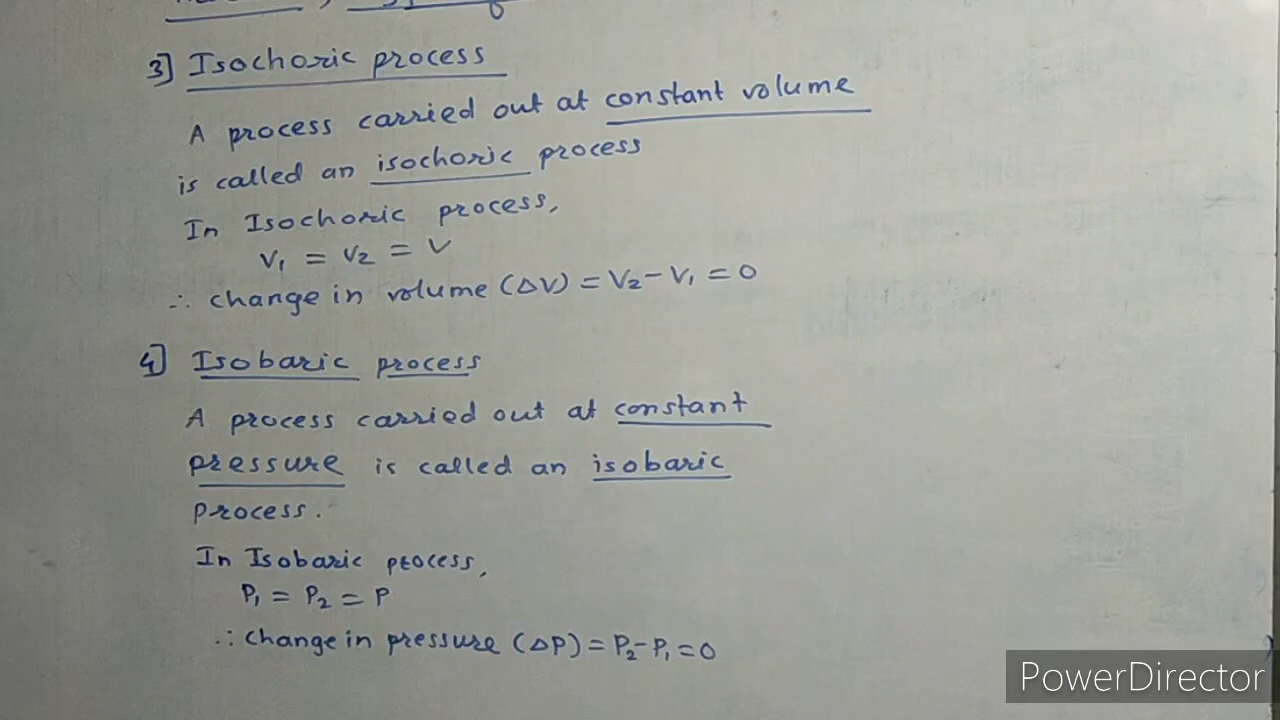 3] Isochoric process
A process carried out at constant volume
is called an isochoric process
In Isochoric process,
V₁ = V₂ = V
∴ change in volume (ΔV) = V₂ - V₁ = 0
4] Isobaric process
A process carried out at constant
pressure is called an isobaric
process.
In Isobaric process,
P₁ = P₂ = P
∴ change in pressure (ΔP) = P₂ - P₁ = 0
PowerDirector